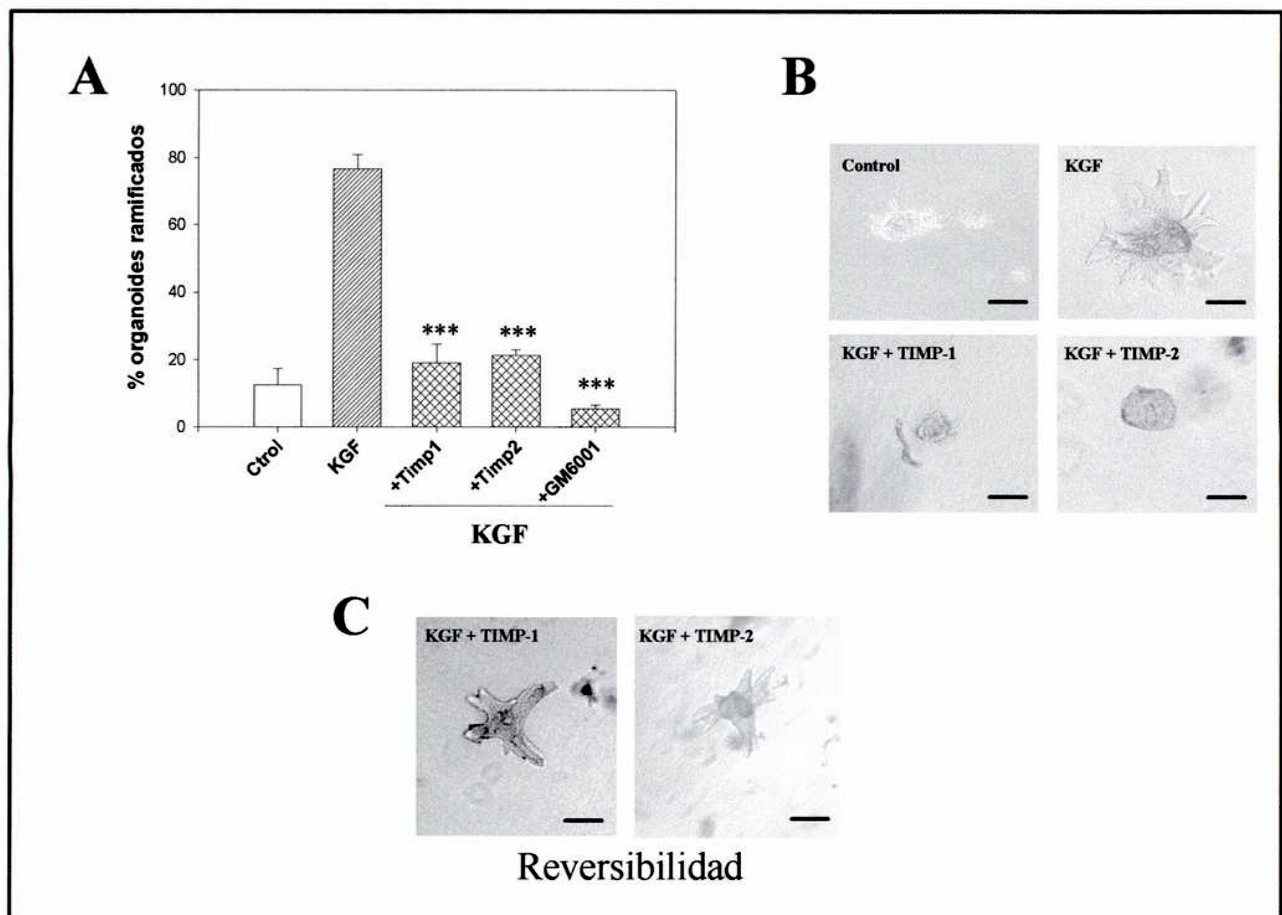 A
% organoides ramificados
100
80
60
40
20
0
***
***
***
Ctrol
KGF
+Timp1
+Timp2
+GM6001
KGF
B
Control
KGF
KGF + TIMP-1
KGF + TIMP-2
C
KGF + TIMP-1
KGF + TIMP-2
Reversibilidad